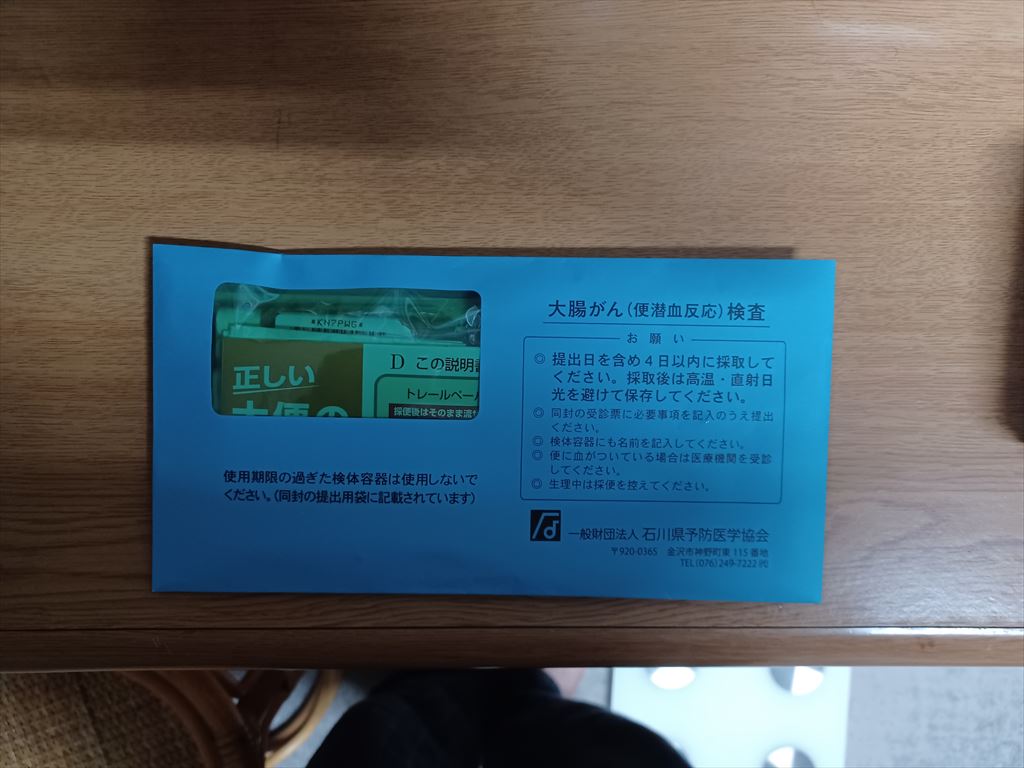 *KN7PWG*
正しい
大便の
D この説明書
トレールペー
採便後はそのまま流せ
使用期限の過ぎた検体容器は使用しないで
ください。(同封の提出用袋に記載されています)
大腸がん(便潜血反応)検査
お願い
◎ 提出日を含め4日以内に採取して
ください。採取後は高温・直射日
光を避けて保存してください。
◎ 同封の受診票に必要事項を記入のうえ提出
ください。
◎ 検体容器にも名前を記入してください。
◎ 便に血がついている場合は医療機関を受診
してください。
◎ 生理中は採便を控えてください。
一般財団法人 石川県予防医学協会
〒920-0365 金沢市神野町東115番地
TEL(076)249-7222㈹